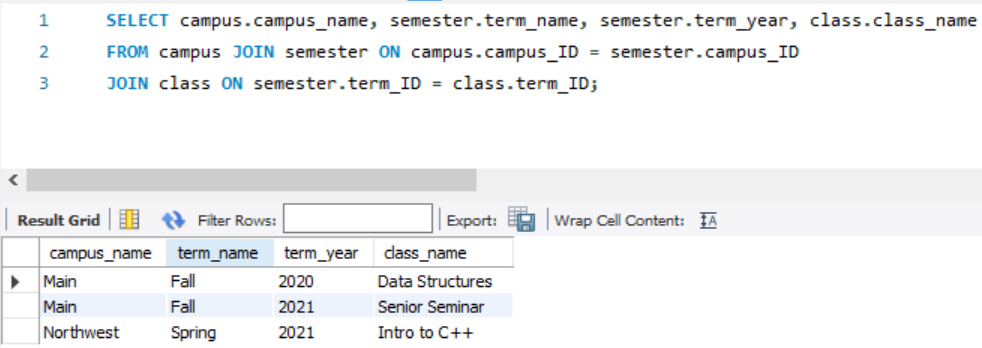 1 SELECT campus.campus_name, semester.term_name, semester.term_year, class.class_name
2 FROM campus JOIN semester ON campus.campus_ID = semester.campus_ID
3 JOIN class ON semester.term_ID = class.term_ID;
Result Grid Filter Rows: Export: Wrap Cell Content: IA
campus_name term_name term_year class_name
Main Fall 2020 Data Structures
Main Fall 2021 Senior Seminar
Northwest Spring 2021 Intro to C++